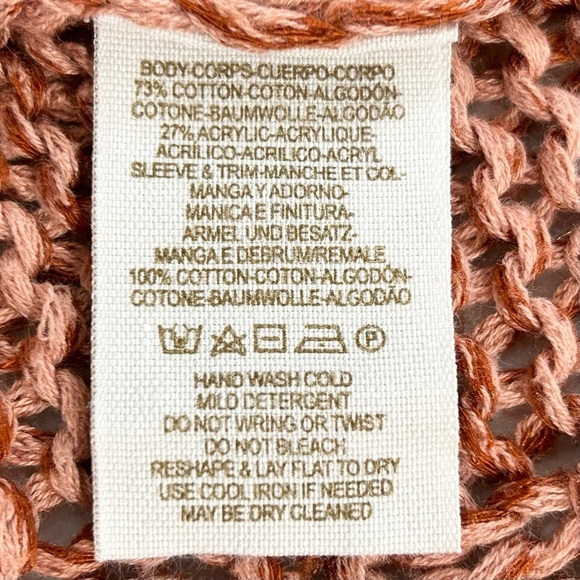 BODY-CORPS-CUERPO-CORPO
73% COTTON-COTON-ALGODÓN-
COTONE-BAUMWOLLE-ALGODÃO
27% ACRYLIC-ACRYLIQUE-
ACRÍLICO-ACRILICO-ACRYL
SLEEVE & TRIM-MANCHE ET COL-
MANGA Y ADORNO-
MANICA E FINITURA-
ARMEL UND BESATZ-
MANGA E DEBRUM/REMALE
100% COTTON-COTON-ALGODÓN-
COTONE-BAUMWOLLE-ALGODÃO
P
HAND WASH COLD
MILD DETERGENT
DO NOT WRING OR TWIST
DO NOT BLEACH
RESHAPE & LAY FLAT TO DRY
USE COOL IRON IF NEEDED
MAY BE DRY CLEANED